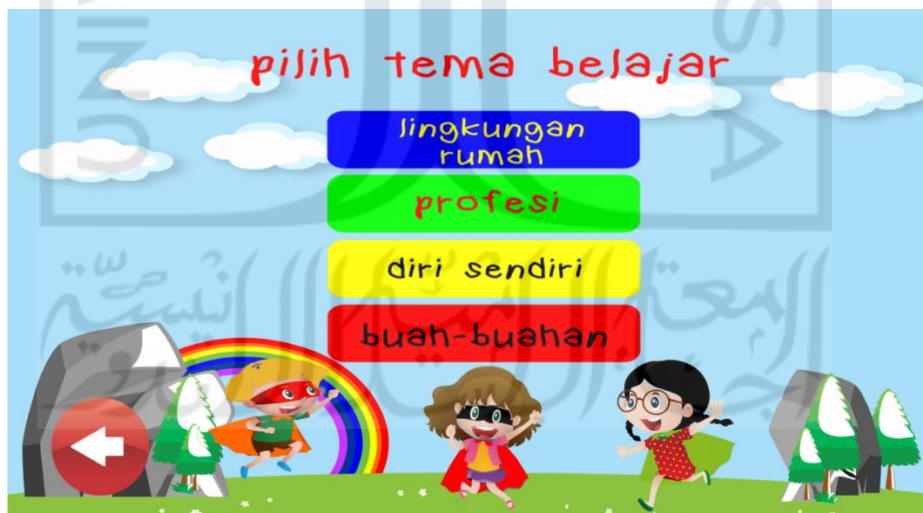 pilih tema belajar
lingkungan
rumah
profesi
diri sendiri
buah-buahan